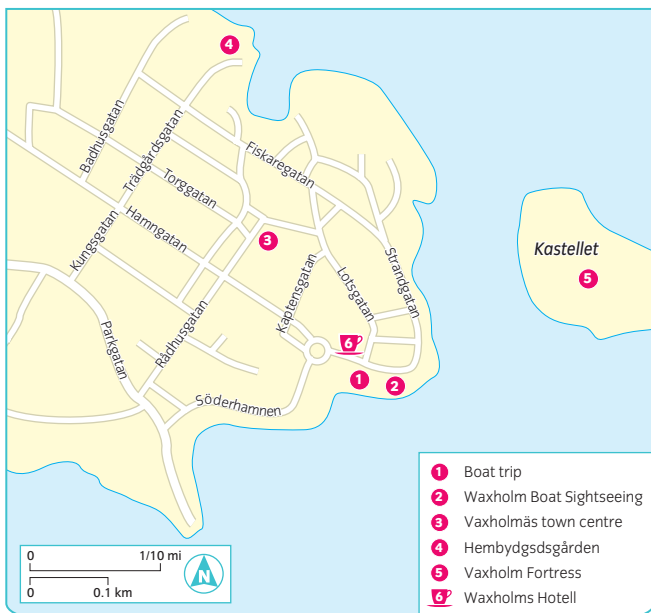 4
Badhusgatan
Trädgårdsgatan
Fiskaregatan
Torggatan
Hamngatan
Kungsgatan
3
Kastellet
5
Strandgatan
Lotsgatan
Kaptensgatan
Rådhusgatan
Parkgatan
6
1
2
Söderhamnen
1 Boat trip
2 Waxholm Boat Sightseeing
3 Vaxholmäs town centre
4 Hembydgsdsgården
5 Vaxholm Fortress
6 Waxholms Hotell
0 1/10 mi
0 0.1 km
N